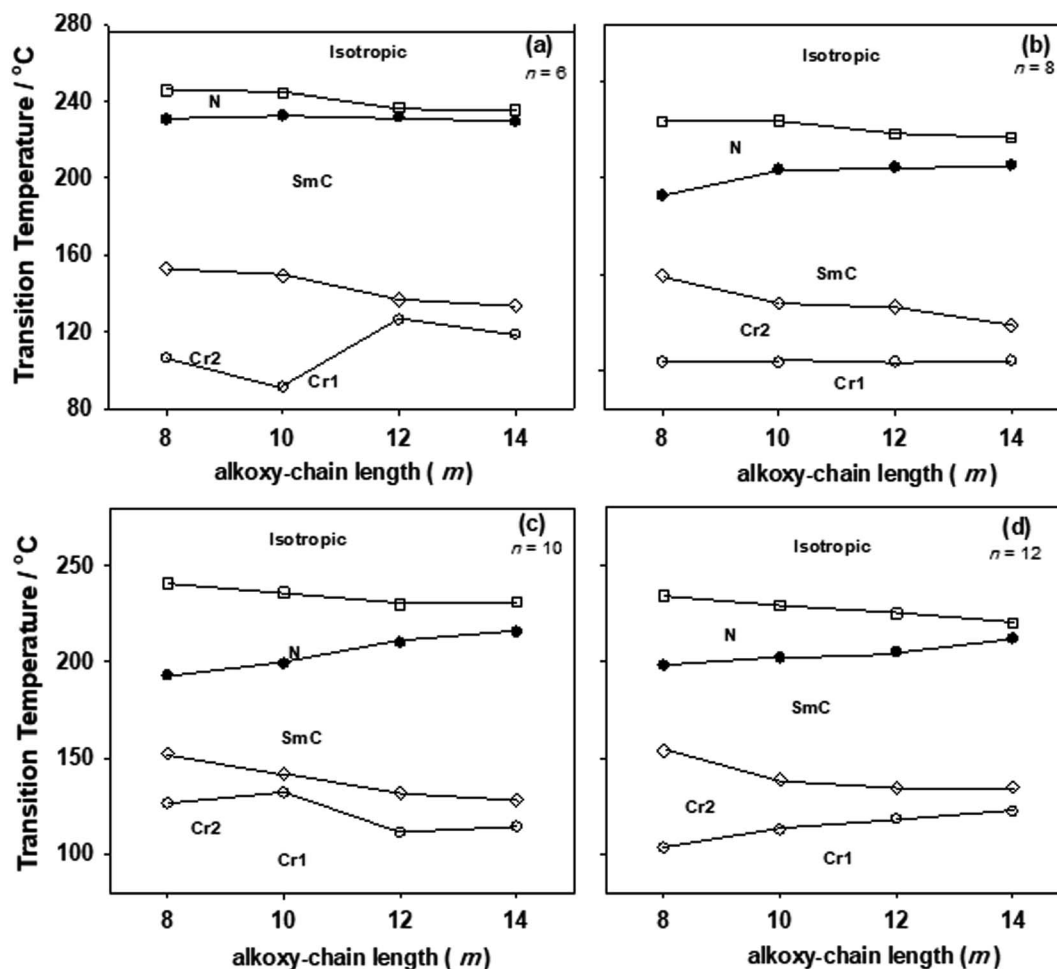 Transition Temperature / °C
280
240
200
160
120
80
Isotropic
(a)
n = 6
N
SmC
Cr2
Cr1
8
10
12
14
alkoxy-chain length ( m)
Isotropic
(b)
n = 8
N
SmC
Cr2
Cr1
8
10
12
14
alkoxy-chain length ( m)
Transition Temperature / °C
250
200
150
100
Isotropic
(c)
n = 10
N
SmC
Cr2
Cr1
8
10
12
14
alkoxy-chain length ( m)
Isotropic
(d)
n = 12
N
SmC
Cr2
Cr1
8
10
12
14
alkoxy-chain length (m)